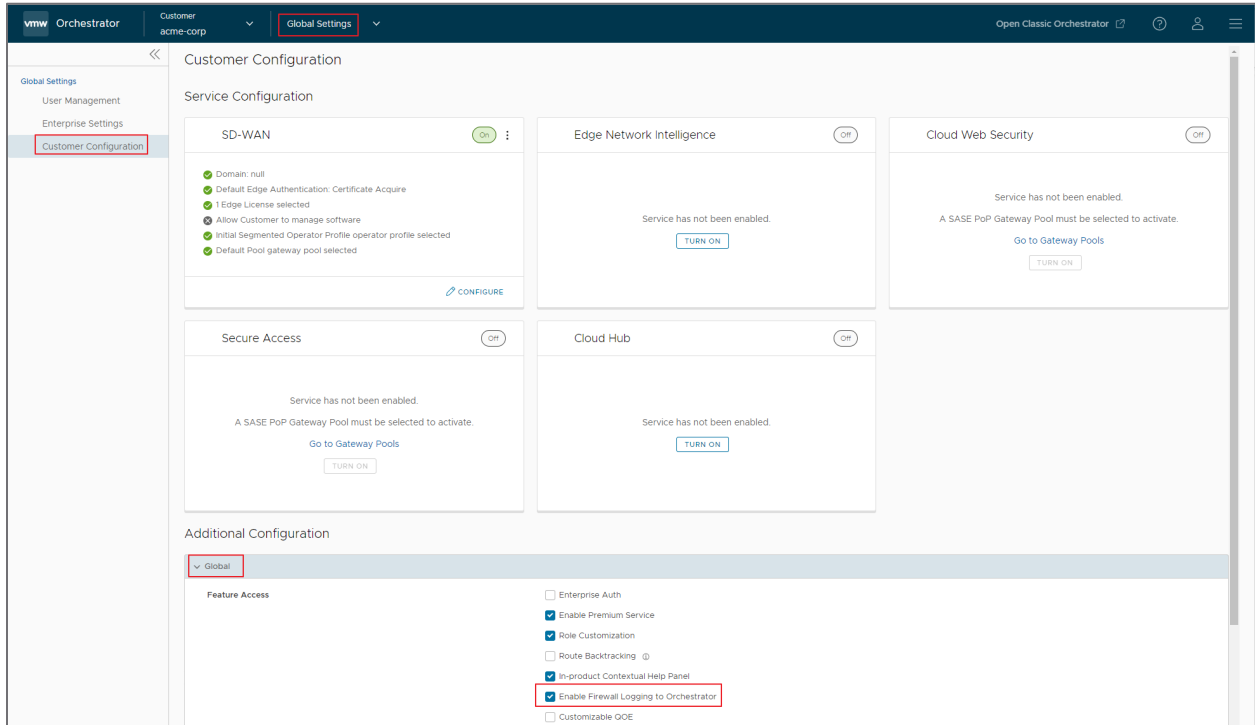 vmw Orchestrator
Customer
acme-corp
Global Settings
Open Classic Orchestrator
Global Settings
User Management
Enterprise Settings
Customer Configuration
Customer Configuration
Service Configuration
SD-WAN
On
Domain: null
Default Edge Authentication: Certificate Acquire
1 Edge License selected
Allow Customer to manage software
Initial Segmented Operator Profile operator profile selected
Default Pool gateway pool selected
CONFIGURE
Edge Network Intelligence
Off
Service has not been enabled.
TURN ON
Cloud Web Security
Off
Service has not been enabled.
A SASE PoP Gateway Pool must be selected to activate.
Go to Gateway Pools
TURN ON
Secure Access
Off
Service has not been enabled.
A SASE PoP Gateway Pool must be selected to activate.
Go to Gateway Pools
TURN ON
Cloud Hub
Off
Service has not been enabled.
TURN ON
Additional Configuration
Global
Feature Access
Enterprise Auth
Enable Premium Service
Role Customization
Route Backtracking
In-product Contextual Help Panel
Enable Firewall Logging to Orchestrator
Customizable QOE